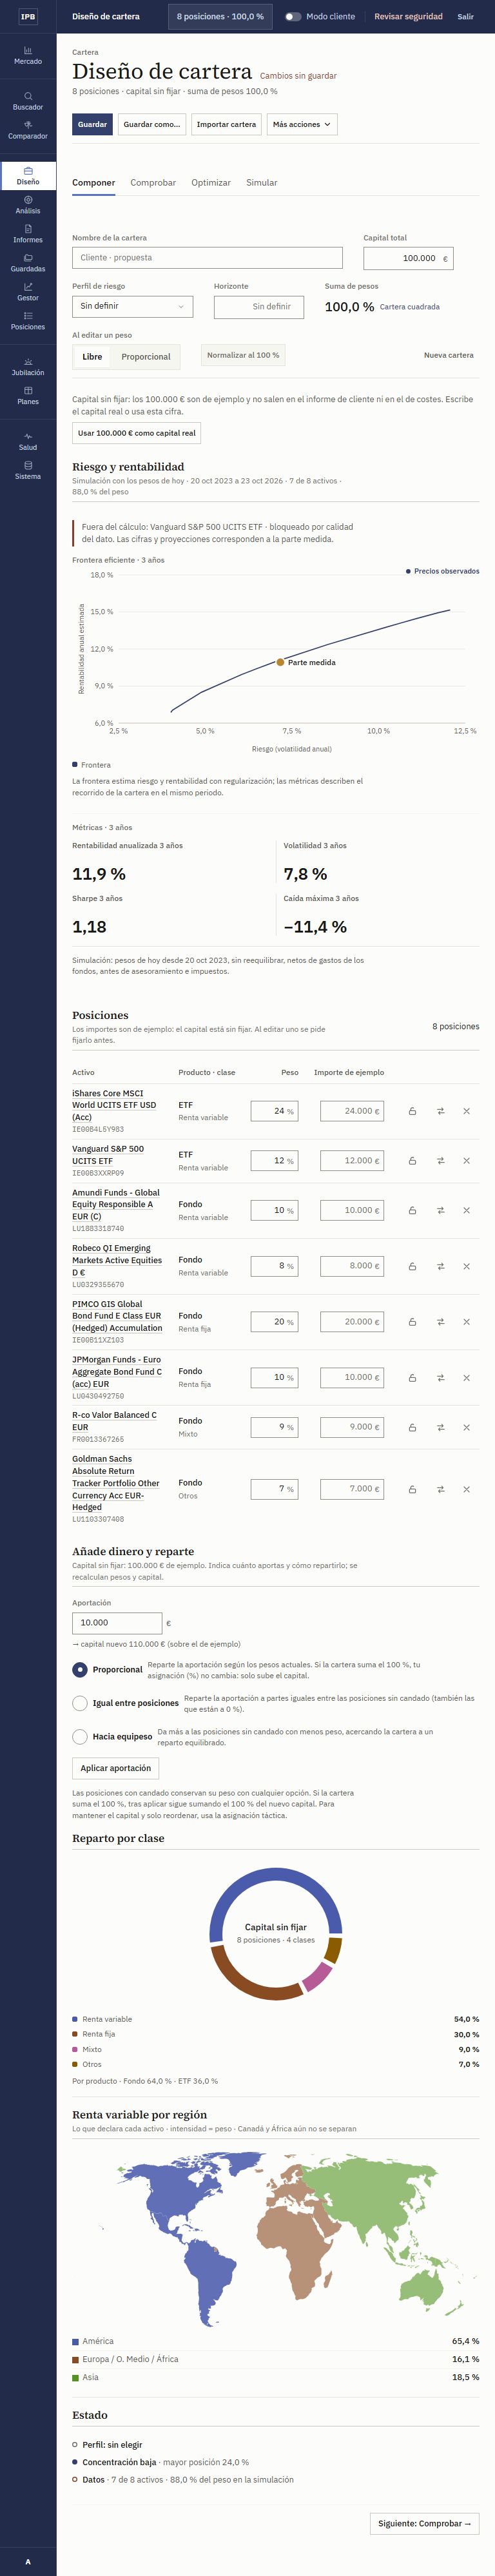 IPB
Diseño de cartera
8 posiciones · 100,0 %
Modo cliente
Revisar seguridad
Salir
Mercado
Buscador
Comparador
Diseño
Análisis
Informes
Guardadas
Gestor
Posiciones
Jubilación
Planes
Salud
Sistema
A
Cartera
Diseño de cartera Cambios sin guardar
8 posiciones · capital sin fijar · suma de pesos 100,0 %
Guardar
Guardar como...
Importar cartera
Más acciones
Componer Comprobar Optimizar Simular
Nombre de la cartera
Cliente · propuesta
Capital total
100.000 €
Perfil de riesgo
Sin definir
Horizonte
Sin definir
Suma de pesos
100,0 % Cartera cuadrada
Al editar un peso
Libre Proporcional
Normalizar al 100 %
Nueva cartera
Capital sin fijar: los 100.000 € son de ejemplo y no salen en el informe de cliente ni en el de costes. Escribe
el capital real o usa esta cifra.
Usar 100.000 € como capital real
Riesgo y rentabilidad
Simulación con los pesos de hoy · 20 oct 2023 a 23 oct 2026 · 7 de 8 activos ·
88,0 % del peso
Fuera del cálculo: Vanguard S&P 500 UCITS ETF · bloqueado por calidad
del dato. Las cifras y proyecciones corresponden a la parte medida.
Frontera eficiente · 3 años
Precios observados
Rentabilidad anual estimada
18,0 %
15,0 %
12,0 %
9,0 %
6,0 %
Parte medida
2,5 % 5,0 % 7,5 % 10,0 % 12,5 %
Riesgo (volatilidad anual)
Frontera
La frontera estima riesgo y rentabilidad con regularización; las métricas describen el
recorrido de la cartera en el mismo periodo.
Métricas · 3 años
Rentabilidad anualizada 3 años
11,9 %
Volatilidad 3 años
7,8 %
Sharpe 3 años
1,18
Caída máxima 3 años
−11,4 %
Simulación: pesos de hoy desde 20 oct 2023, sin reequilibrar, netos de gastos de los
fondos, antes de asesoramiento e impuestos.
Posiciones
Los importes son de ejemplo: el capital está sin fijar. Al editar uno se pide
fijarlo antes.
8 posiciones
Activo Producto · clase Peso Importe de ejemplo
iShares Core MSCI
World UCITS ETF USD
(Acc)
IE00B4L5Y983
ETF
Renta variable
24 %
24.000 €
Vanguard S&P 500
UCITS ETF
IE00B3XXRP09
ETF
Renta variable
12 %
12.000 €
Amundi Funds - Global
Equity Responsible A
EUR (C)
LU1883318740
Fondo
Renta variable
10 %
10.000 €
Robeco QI Emerging
Markets Active Equities
D €
LU0329355670
Fondo
Renta variable
8 %
8.000 €
PIMCO GIS Global
Bond Fund E Class EUR
(Hedged) Accumulation
IE00B11XZ103
Fondo
Renta fija
20 %
20.000 €
JPMorgan Funds - Euro
Aggregate Bond Fund C
(acc) EUR
LU0430492750
Fondo
Renta fija
10 %
10.000 €
R-co Valor Balanced C
EUR
FR0013367265
Fondo
Mixto
9 %
9.000 €
Goldman Sachs
Absolute Return
Tracker Portfolio Other
Currency Acc EUR-
Hedged
LU1103307408
Fondo
Otros
7 %
7.000 €
Añade dinero y reparte
Capital sin fijar: 100.000 € de ejemplo. Indica cuánto aportas y cómo repartirlo; se
recalculan pesos y capital.
Aportación
10.000 €
→ capital nuevo 110.000 € (sobre el de ejemplo)
Proporcional
Reparte la aportación según los pesos actuales. Si la cartera suma el 100 %, tu
asignación (%) no cambia: solo sube el capital.
Igual entre posiciones
Reparte la aportación a partes iguales entre las posiciones sin candado (también las
que están a 0 %).
Hacia equipeso
Da más a las posiciones sin candado con menos peso, acercando la cartera a un
reparto equilibrado.
Aplicar aportación
Las posiciones con candado conservan su peso con cualquier opción. Si la cartera
suma el 100 %, tras aplicar sigue sumando el 100 % del nuevo capital. Para
mantener el capital y solo reordenar, usa la asignación táctica.
Reparto por clase
Capital sin fijar
8 posiciones · 4 clases
Renta variable 54,0 %
Renta fija 30,0 %
Mixto 9,0 %
Otros 7,0 %
Por producto · Fondo 64,0 % · ETF 36,0 %
Renta variable por región
Lo que declara cada activo · intensidad = peso · Canadá y África aún no se separan
América 65,4 %
Europa / O. Medio / África 16,1 %
Asia 18,5 %
Estado
Perfil: sin elegir
Concentración baja · mayor posición 24,0 %
Datos · 7 de 8 activos · 88,0 % del peso en la simulación
Siguiente: Comprobar →